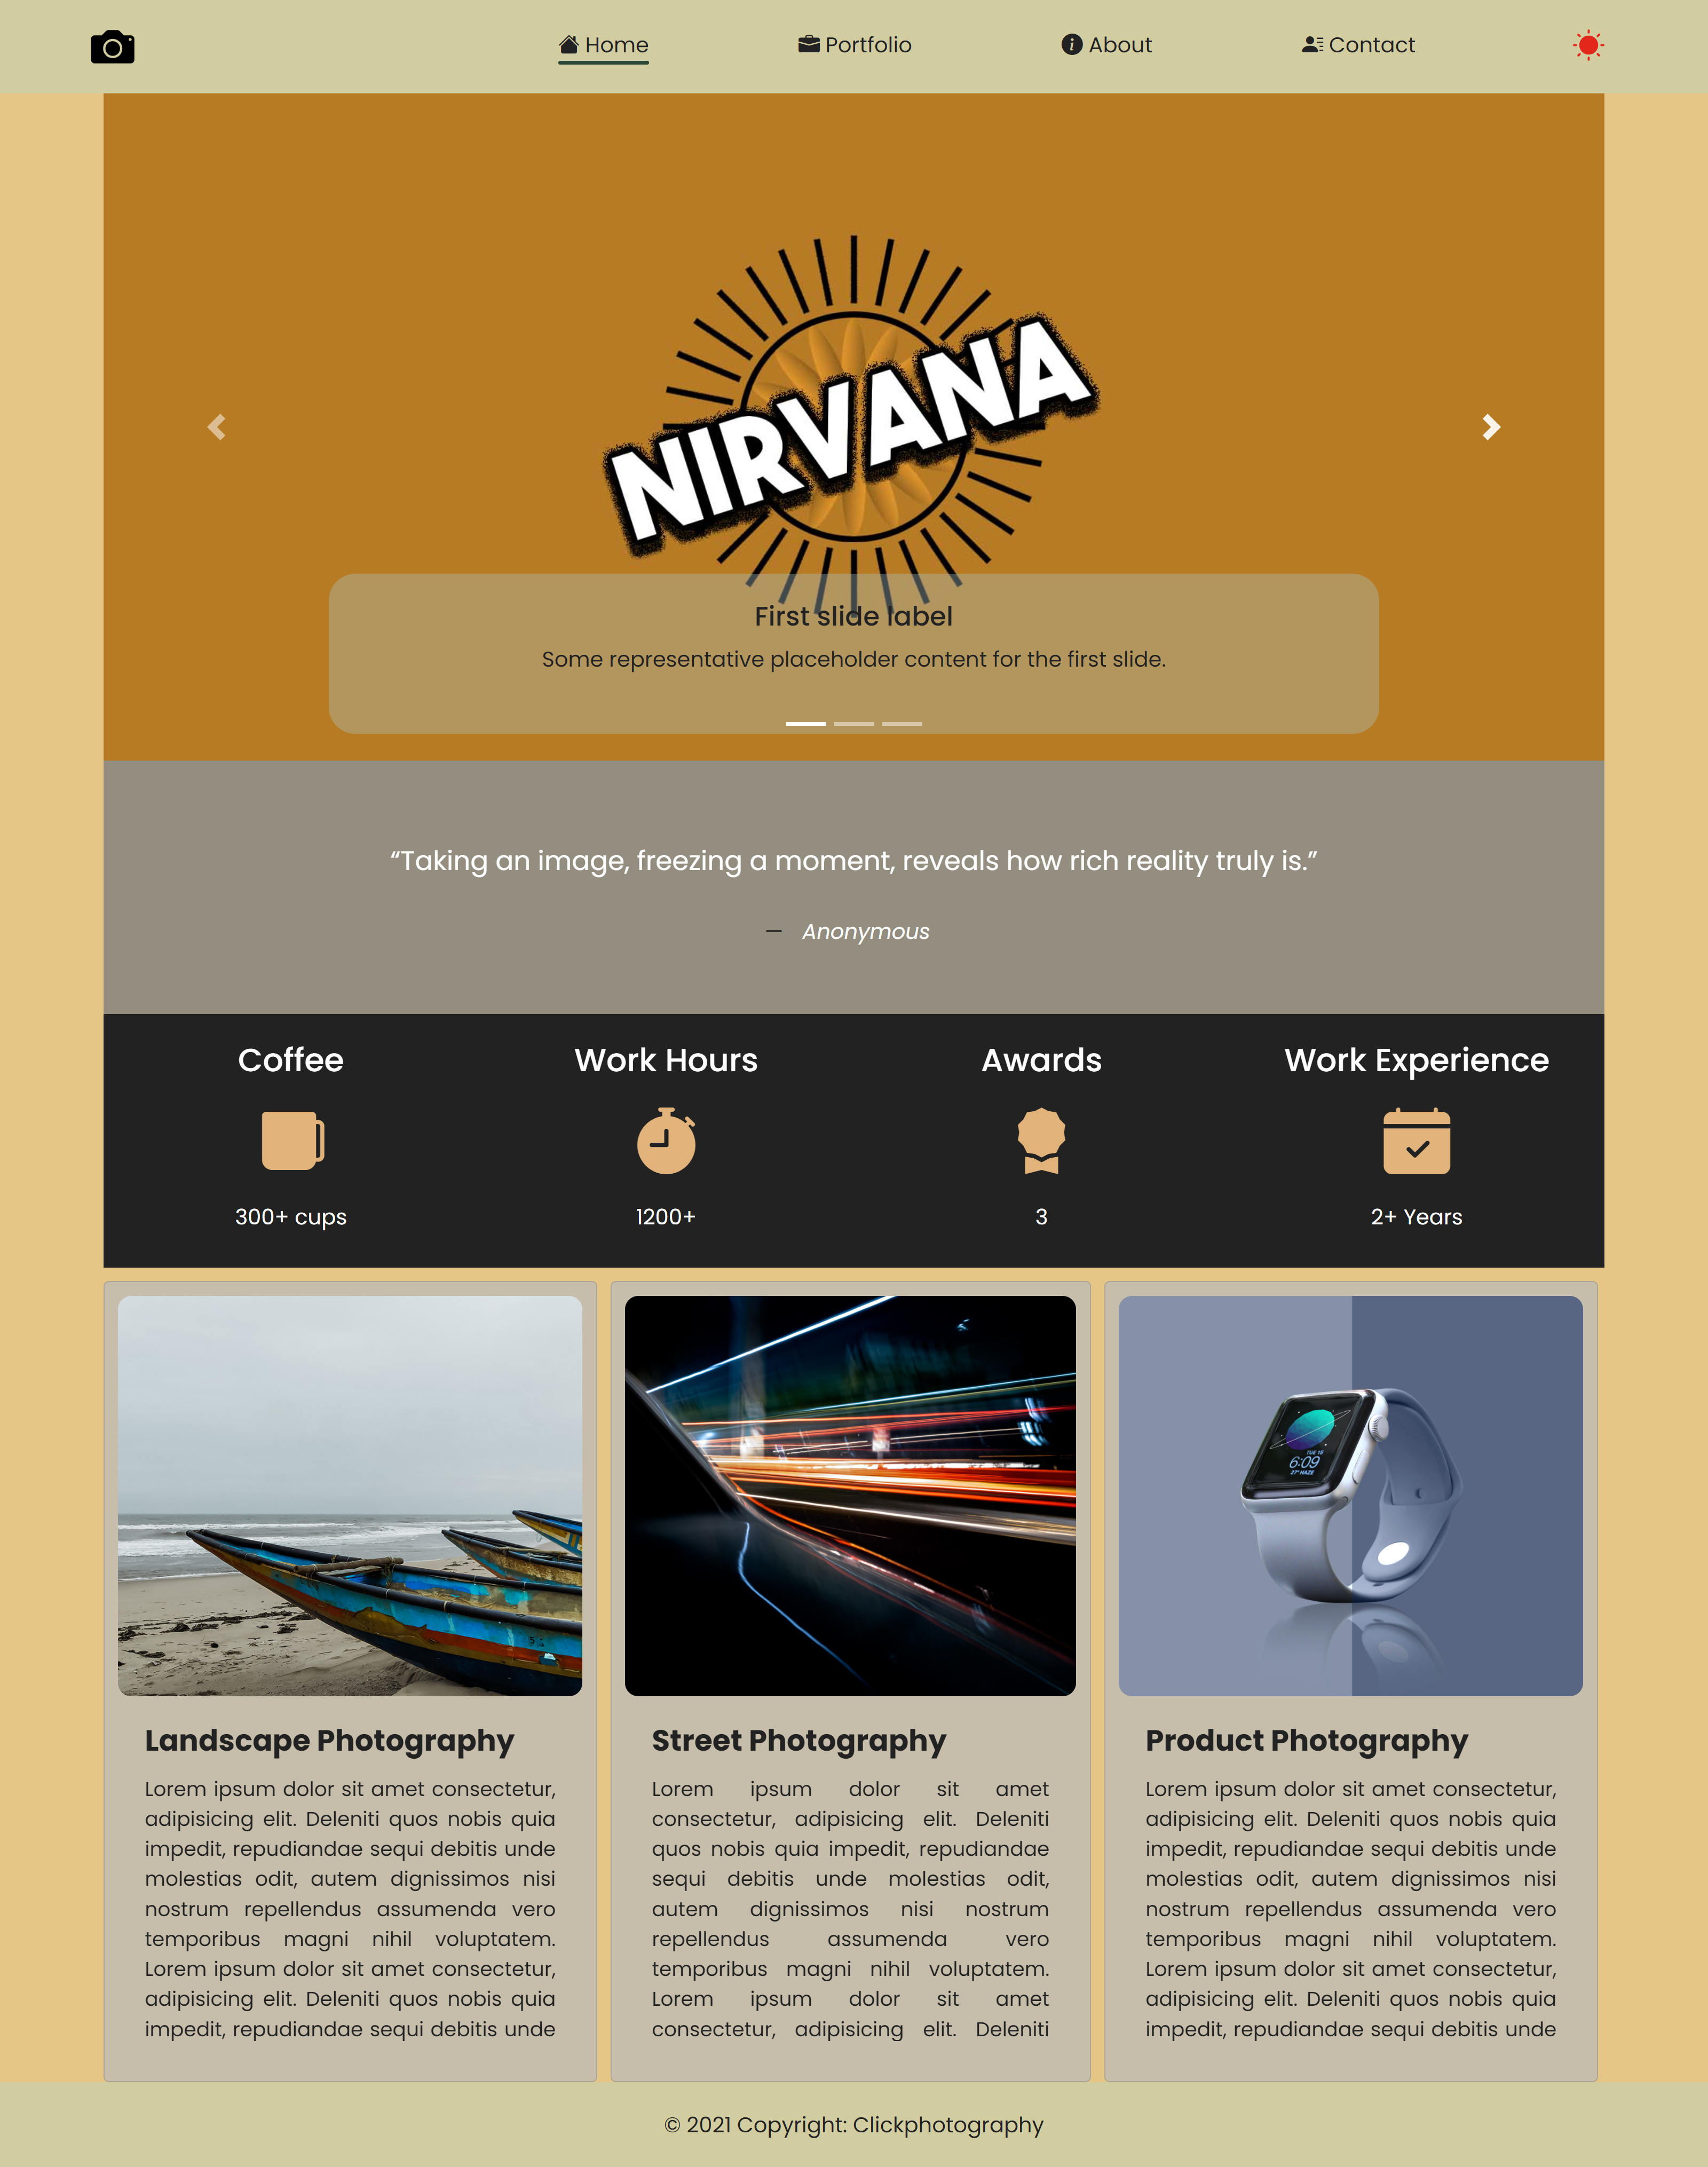 Home
Portfolio
About
Contact
NIRVANA
First slide label
Some representative placeholder content for the first slide.
“Taking an image, freezing a moment, reveals how rich reality truly is.”
— Anonymous
Coffee
Work Hours
Awards
Work Experience
300+ cups
1200+
3
2+ Years
TUE 18
6:09
27° HAZE
Landscape Photography
Lorem ipsum dolor sit amet consectetur,
adipisicing elit. Deleniti quos nobis quia
impedit, repudiandae sequi debitis unde
molestias odit, autem dignissimos nisi
nostrum repellendus assumenda vero
temporibus magni nihil voluptatem.
Lorem ipsum dolor sit amet consectetur,
adipisicing elit. Deleniti quos nobis quia
impedit, repudiandae sequi debitis unde
Street Photography
Lorem ipsum dolor sit amet
consectetur, adipisicing elit. Deleniti
quos nobis quia impedit, repudiandae
sequi debitis unde molestias odit,
autem dignissimos nisi nostrum
repellendus assumenda vero
temporibus magni nihil voluptatem.
Lorem ipsum dolor sit amet
consectetur, adipisicing elit. Deleniti
Product Photography
Lorem ipsum dolor sit amet consectetur,
adipisicing elit. Deleniti quos nobis quia
impedit, repudiandae sequi debitis unde
molestias odit, autem dignissimos nisi
nostrum repellendus assumenda vero
temporibus magni nihil voluptatem.
Lorem ipsum dolor sit amet consectetur,
adipisicing elit. Deleniti quos nobis quia
impedit, repudiandae sequi debitis unde
© 2021 Copyright: Clickphotography